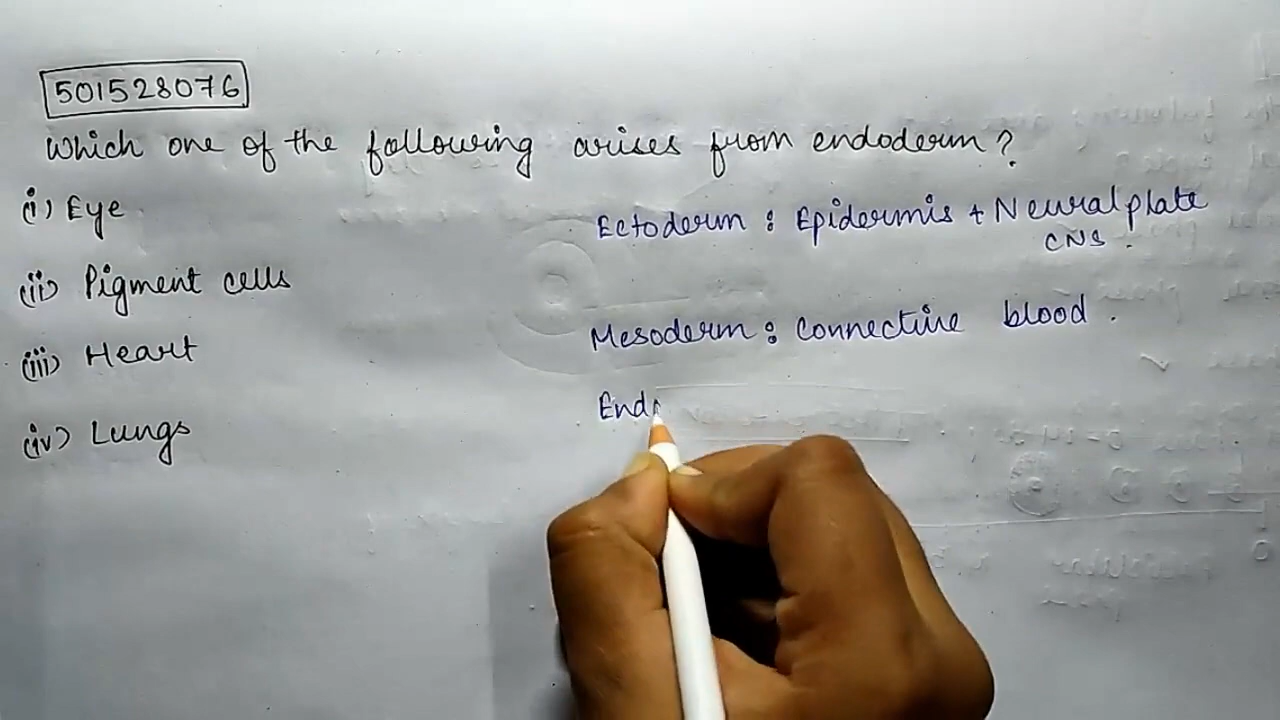 501528076
Which one of the following arises from endoderm?
(i) Eye
(ii) Pigment cells
(iii) Heart
(iv) Lungs
Ectoderm : Epidermis + Neural plate
CNS .
Mesoderm : Connective blood .
Endo